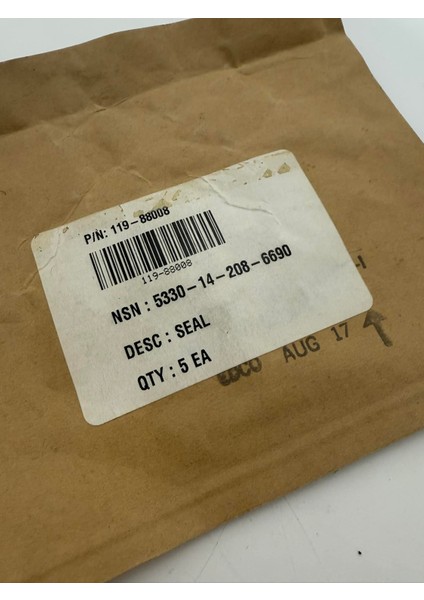 P/N: 119-88008
119-88008
NSN : 5330-14-208-6690
DESC : SEAL
QTY : 5 EA
AUG 17